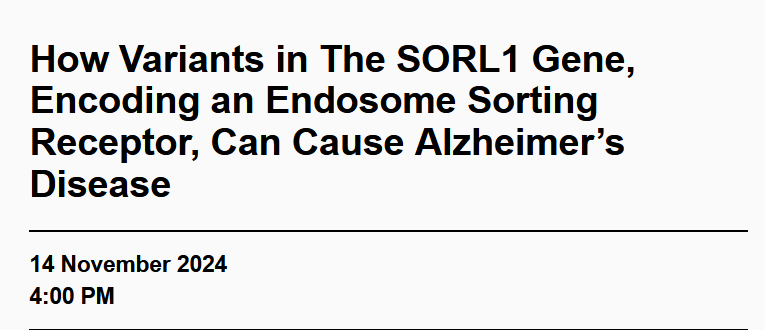 How Variants in The SORL1 Gene,
Encoding an Endosome Sorting
Receptor, Can Cause Alzheimer’s
Disease
14 November 2024
4:00 PM